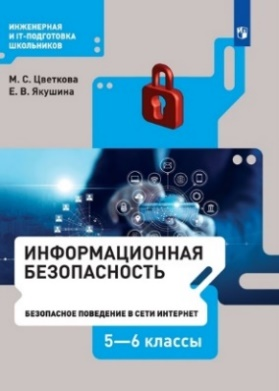 ИНЖЕНЕРНАЯ
И IT-ПОДГОТОВКА
ШКОЛЬНИКОВ
М. С. Цветкова
Е. В. Якушина
ИНФОРМАЦИОННАЯ
БЕЗОПАСНОСТЬ
БЕЗОПАСНОЕ ПОВЕДЕНИЕ В СЕТИ ИНТЕРНЕТ
5—6 классы